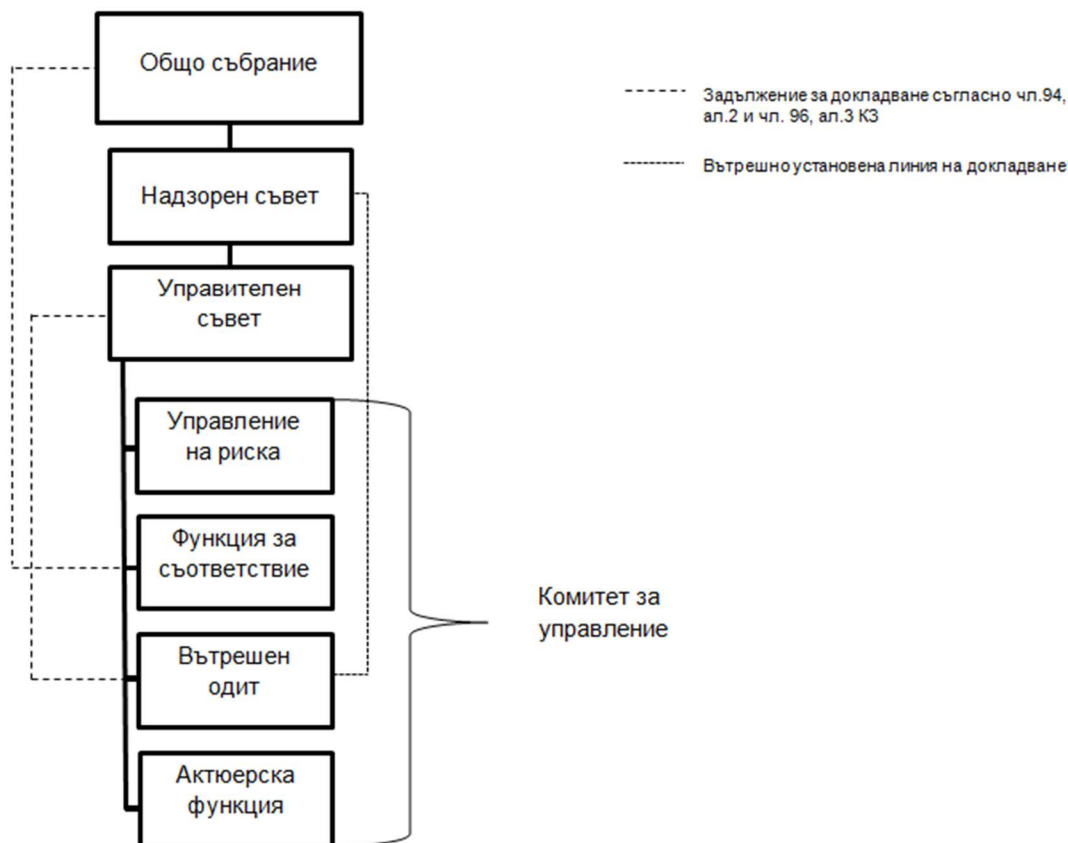 Общо събрание
Надзорен съвет
Управителен
съвет
Управление
на риска
Функция за
съответствие
Вътрешен
одит
Актюерска
функция
Комитет за
управление
Задължение за докладване съгласно чл.94,
ал.2 и чл. 96, ал.3 КЗ
Вътрешно установена линия на докладване